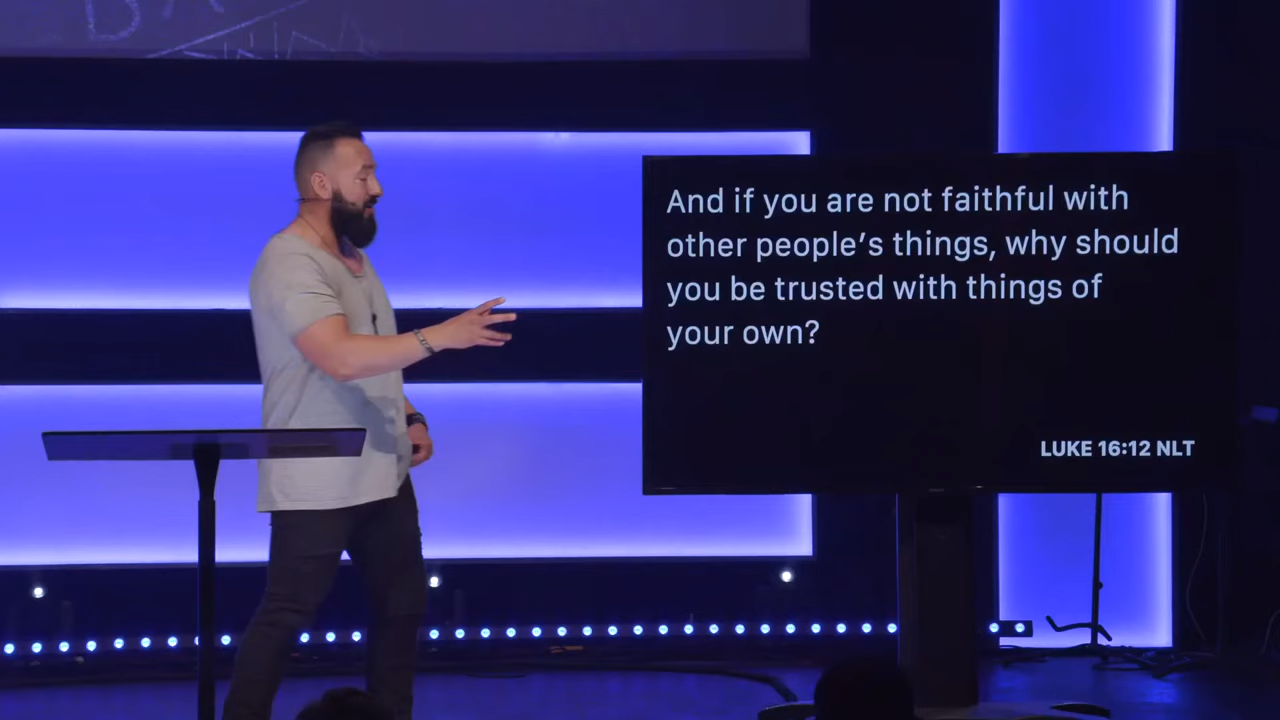 And if you are not faithful with
other people’s things, why should
you be trusted with things of
your own?
LUKE 16:12 NLT